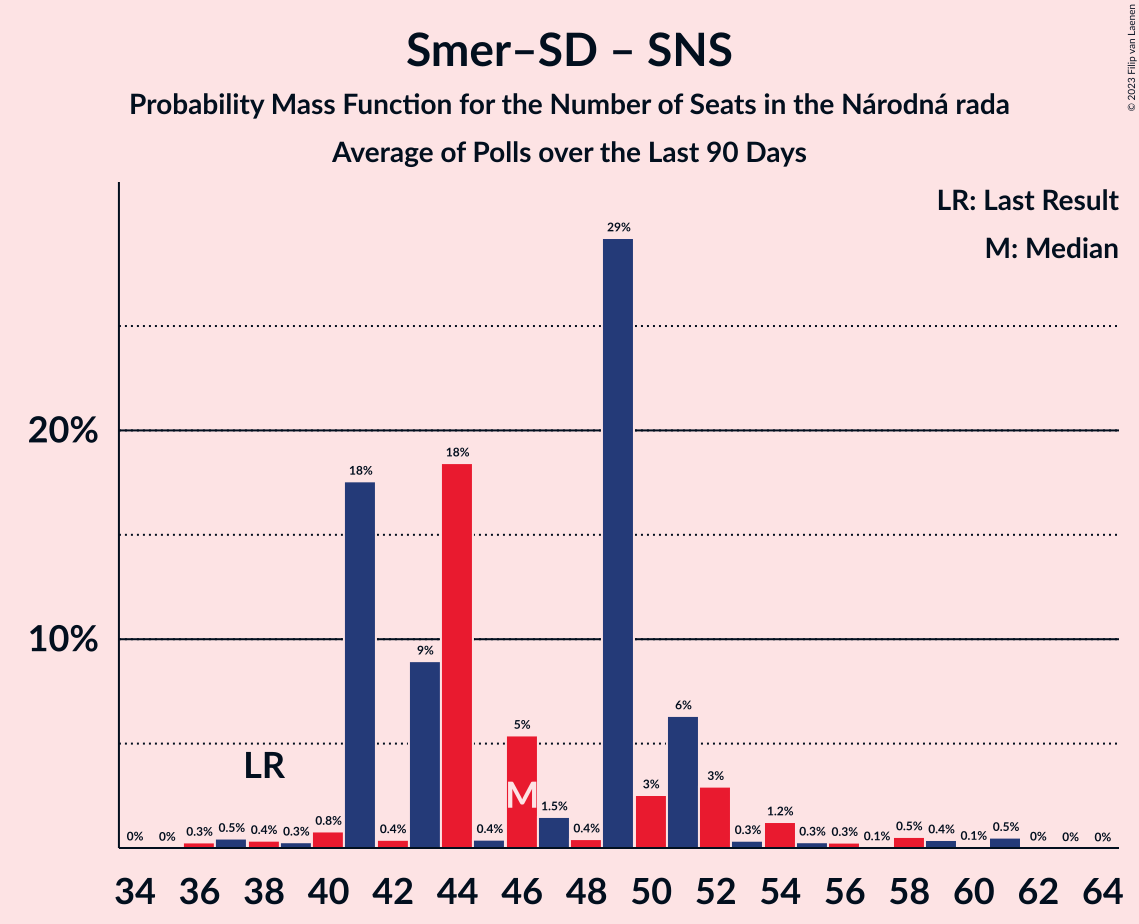 © 2023 Filip van Laenen
Smer–SD – SNS
Probability Mass Function for the Number of Seats in the Národná rada
Average of Polls over the Last 90 Days
LR: Last Result
M: Median
20%
10%
LR
M
0% 0% 0.3% 0.5% 0.4% 0.3% 0.8% 18% 0.4% 9% 18% 0.4% 5% 1.5% 0.4% 29% 3% 6% 3% 0.3% 1.2% 0.3% 0.3% 0.1% 0.5% 0.4% 0.1% 0.5% 0% 0% 0%
34 36 38 40 42 44 46 48 50 52 54 56 58 60 62 64